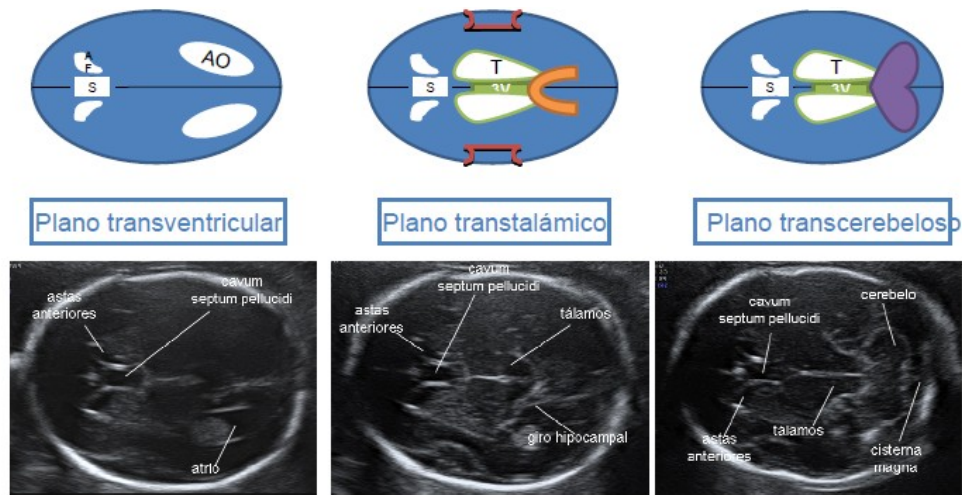 A
F
S
AO
S
T
3V
S
T
3V
Plano transventricular
Plano transtalámico
Plano transcerebeloso
astas
anteriores
cavum
septum pellucidi
atrio
cavum
septum pellucidi
astas
anteriores
tálamos
giro hipocampal
cavum
septum pellucidi
cerebelo
astas
anteriores
talamos
cisterna
magna